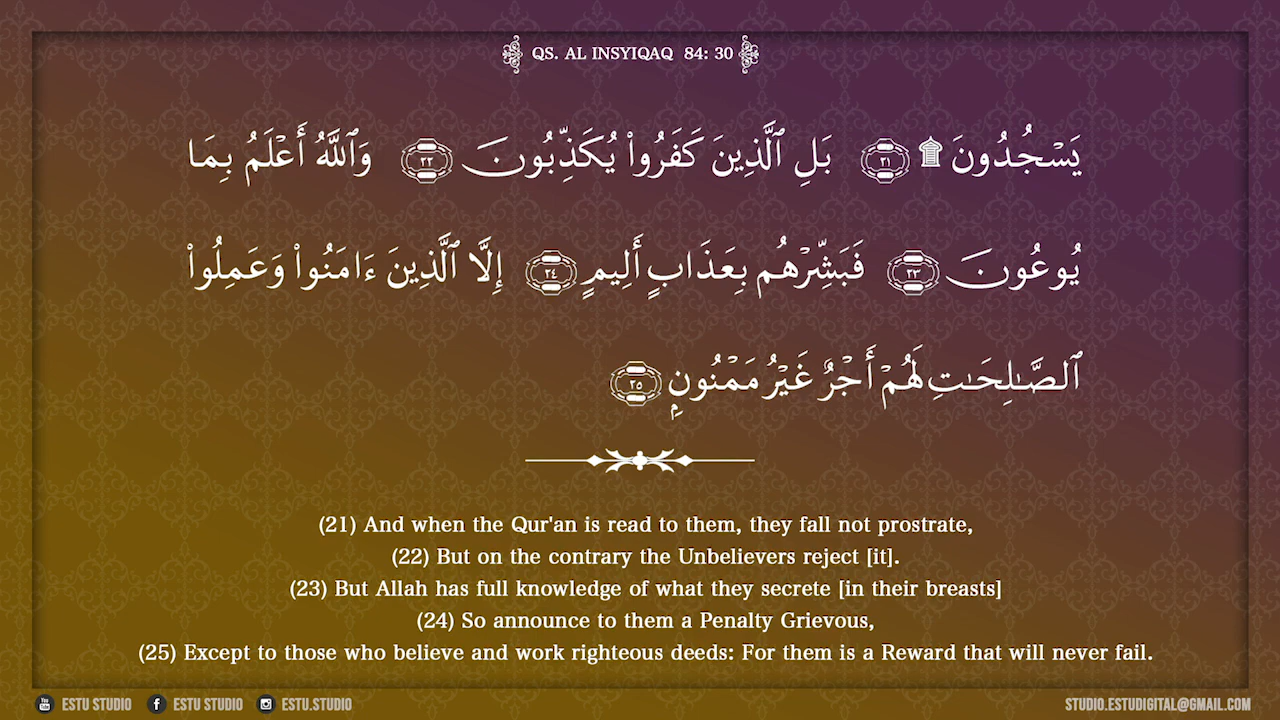 QS. AL INSYIQAQ 84: 30
يَسْجُدُونَ ۩ ٢١ بَلِ ٱلَّذِينَ كَفَرُوا۟ يُكَذِّبُونَ ٢٢ وَٱللَّهُ أَعْلَمُ بِمَا
يُوعُونَ ٢٣ فَبَشِّرْهُم بِعَذَابٍ أَلِيمٍ ٢٤ إِلَّا ٱلَّذِينَ ءَامَنُوا۟ وَعَمِلُوا۟
ٱلصَّـٰلِحَـٰتِ لَهُمْ أَجْرٌ غَيْرُ مَمْنُونٍۭ ٢٥
(21) And when the Qur'an is read to them, they fall not prostrate,
(22) But on the contrary the Unbelievers reject [it].
(23) But Allah has full knowledge of what they secrete [in their breasts]
(24) So announce to them a Penalty Grievous,
(25) Except to those who believe and work righteous deeds: For them is a Reward that will never fail.
ESTU STUDIO ESTU STUDIO ESTU.STUDIO STUDIO.ESTUDIGITAL@GMAIL.COM